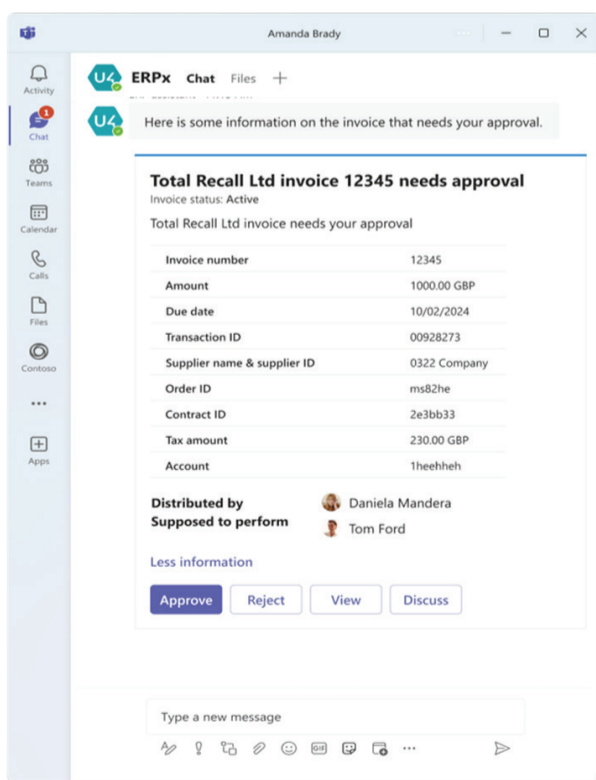 Amanda Brady
Activity
1
Chat
Teams
Calendar
Calls
Files
Contoso
Apps
U4 ERPx Chat Files
U4
Here is some information on the invoice that needs your approval.
Total Recall Ltd invoice 12345 needs approval
Invoice status: Active
Total Recall Ltd invoice needs your approval
Invoice number 12345
Amount 1000.00 GBP
Due date 10/02/2024
Transaction ID 00928273
Supplier name & supplier ID 0322 Company
Order ID ms82he
Contract ID 2e3bb33
Tax amount 230.00 GBP
Account 1heehheh
Distributed by Daniela Mandera
Supposed to perform Tom Ford
Less information
Approve Reject View Discuss
Type a new message
GIF